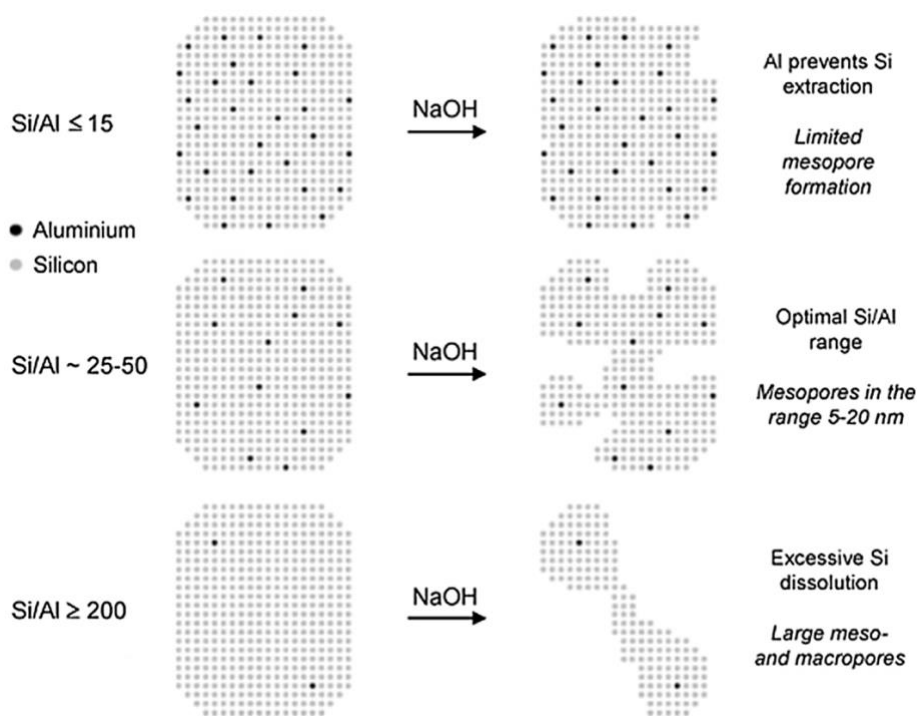 Si/Al ≤ 15
NaOH
Al prevents Si
extraction
Limited
mesopore
formation
Aluminium
Silicon
Si/Al ~ 25-50
NaOH
Optimal Si/Al
range
Mesopores in the
range 5-20 nm
Si/Al ≥ 200
NaOH
Excessive Si
dissolution
Large meso-
and macropores